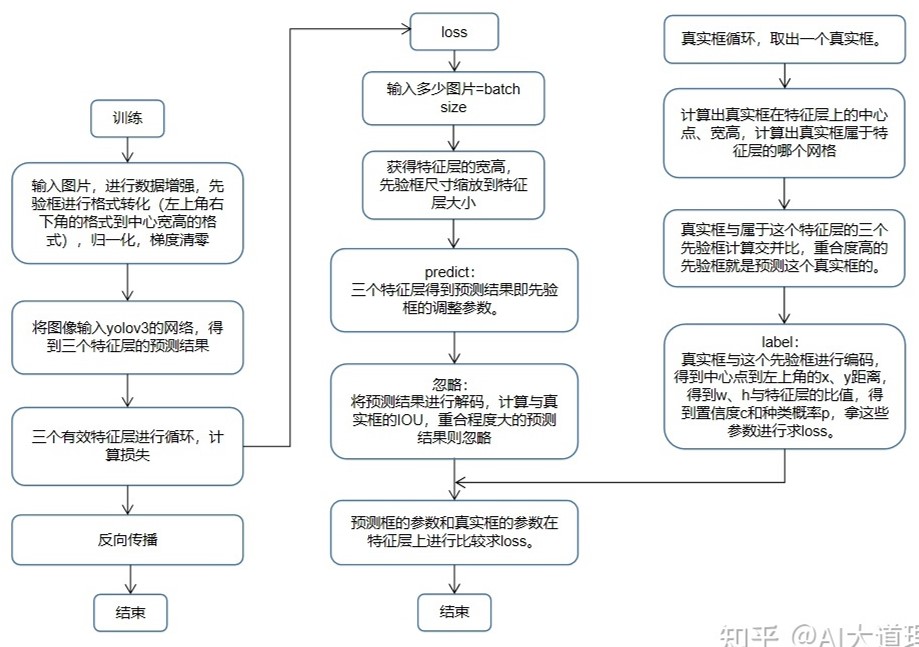 训练
输入图片，进行数据增强，先
验框进行格式转化（左上角右
下角的格式到中心宽高的格
式），归一化，梯度清零
将图像输入yolov3的网络，得
到三个特征层的预测结果
三个有效特征层进行循环，计
算损失
反向传播
结束
loss
输入多少图片=batch
size
获得特征层的宽高，
先验框尺寸缩放到特征
层大小
predict：
三个特征层得到预测结果即先验
框的调整参数。
忽略：
将预测结果进行解码，计算与真
实框的IOU，重合程度大的预测
结果则忽略
预测框的参数和真实框的参数在
特征层上进行比较求loss。
结束
真实框循环，取出一个真实框。
计算出真实框在特征层上的中心
点、宽高，计算出真实框属于特
征层的哪个网格
真实框与属于这个特征层的三个
先验框计算交并比，重合度高的
先验框就是预测这个真实框的。
label：
真实框与这个先验框进行编码，
得到中心点到左上角的x、y距离，
得到w、h与特征层的比值，得
到置信度c和种类概率p，拿这些
参数进行求loss。
知乎 @AI大道理